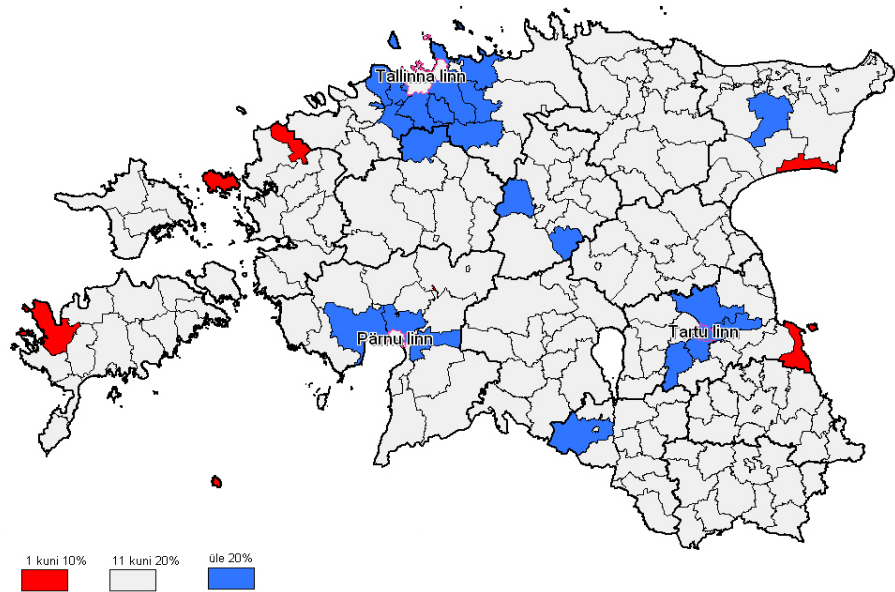 Tallinna linn
Pärnu linn
Tartu linn
1 kuni 10%
11 kuni 20%
üle 20%